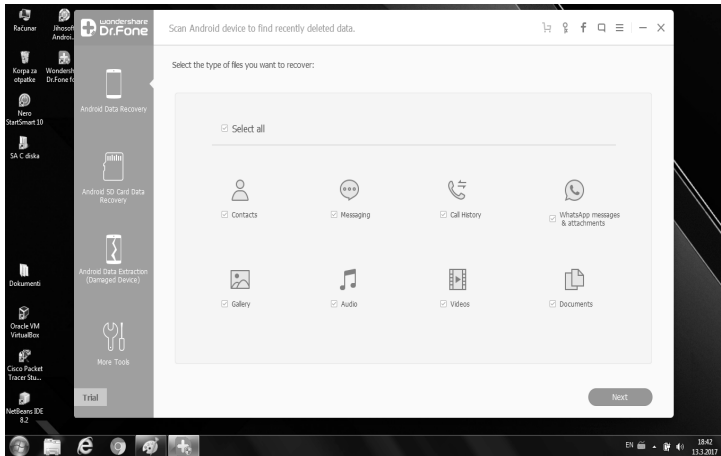 Računar
Jihosoft
Androi...
Korpa za
otpatke
Wondersh
Dr.Fone fo
Nero
StartSmart 10
SA C diska
Dokumenti
Oracle VM
VirtualBox
Cisco Packet
Tracer Stu...
NetBeans IDE
8.2
wondershare
Dr.Fone
Android Data Recovery
Android SD Card Data
Recovery
Android Data Extraction
(Damaged Device)
More Tools
Trial
Scan Android device to find recently deleted data.
Select the type of files you want to recover:
Select all
Contacts
Messaging
Call History
WhatsApp messages
& attachments
Gallery
Audio
Videos
Documents
Next
EN
18:42
13.3.2017